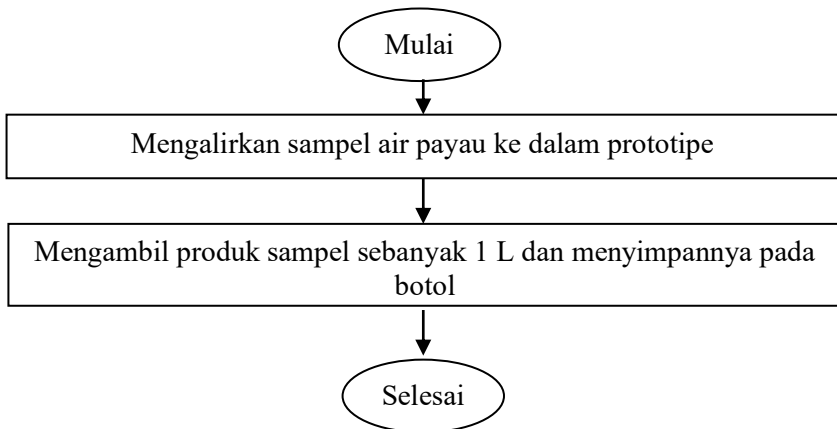 Mulai
Mengalirkan sampel air payau ke dalam prototipe
Mengambil produk sampel sebanyak 1 L dan menyimpannya pada
botol
Selesai